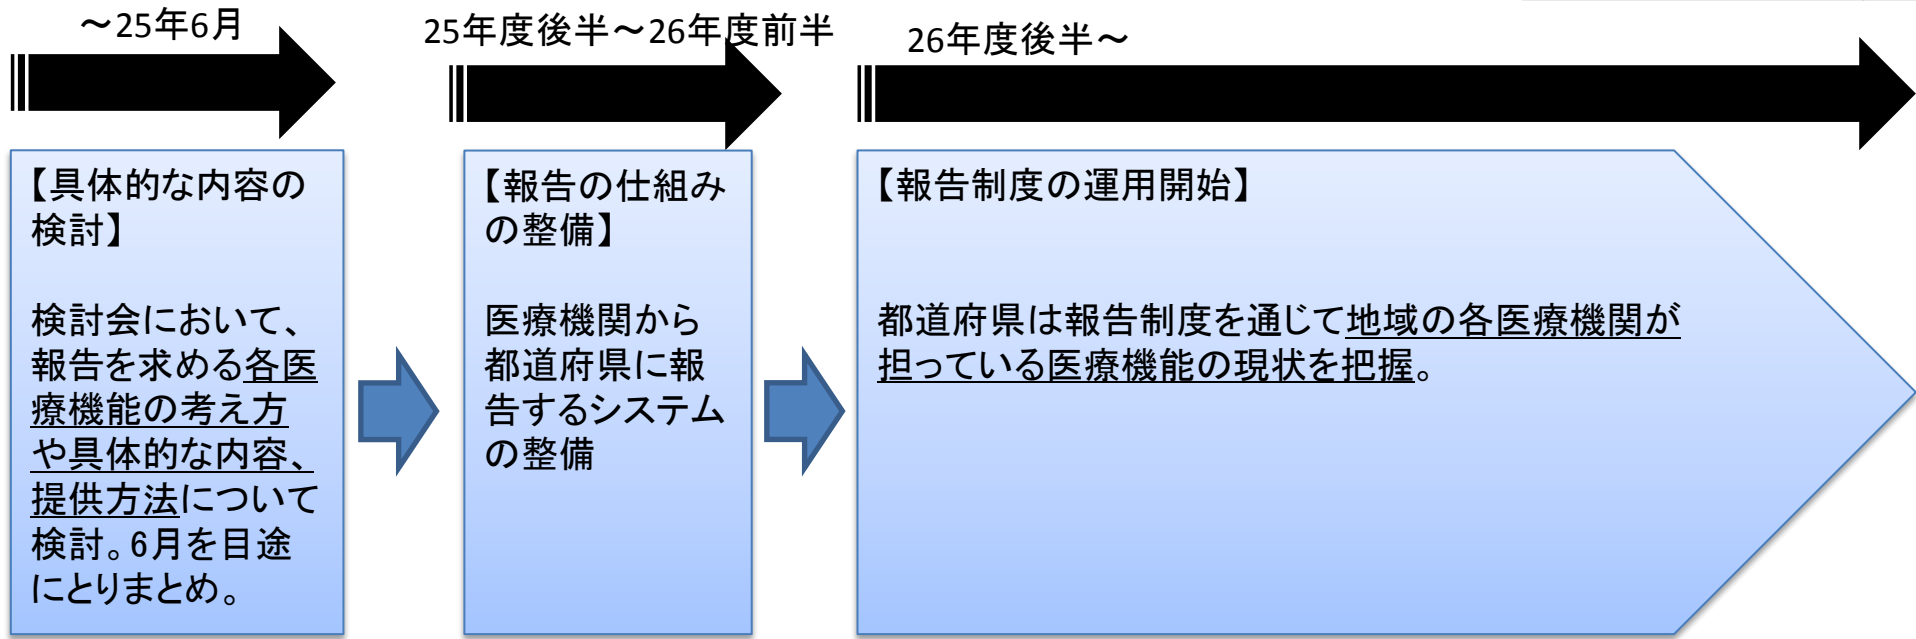 ～25年6月
25年度後半～26年度前半
26年度後半～
【具体的な内容の
検討】
検討会において、
報告を求める各医
療機能の考え方
や具体的な内容、
提供方法について
検討。6月を目途
にとりまとめ。
【報告の仕組み
の整備】
医療機関から
都道府県に報
告するシステム
の整備
【報告制度の運用開始】
都道府県は報告制度を通じて地域の各医療機関が
担っている医療機能の現状を把握。